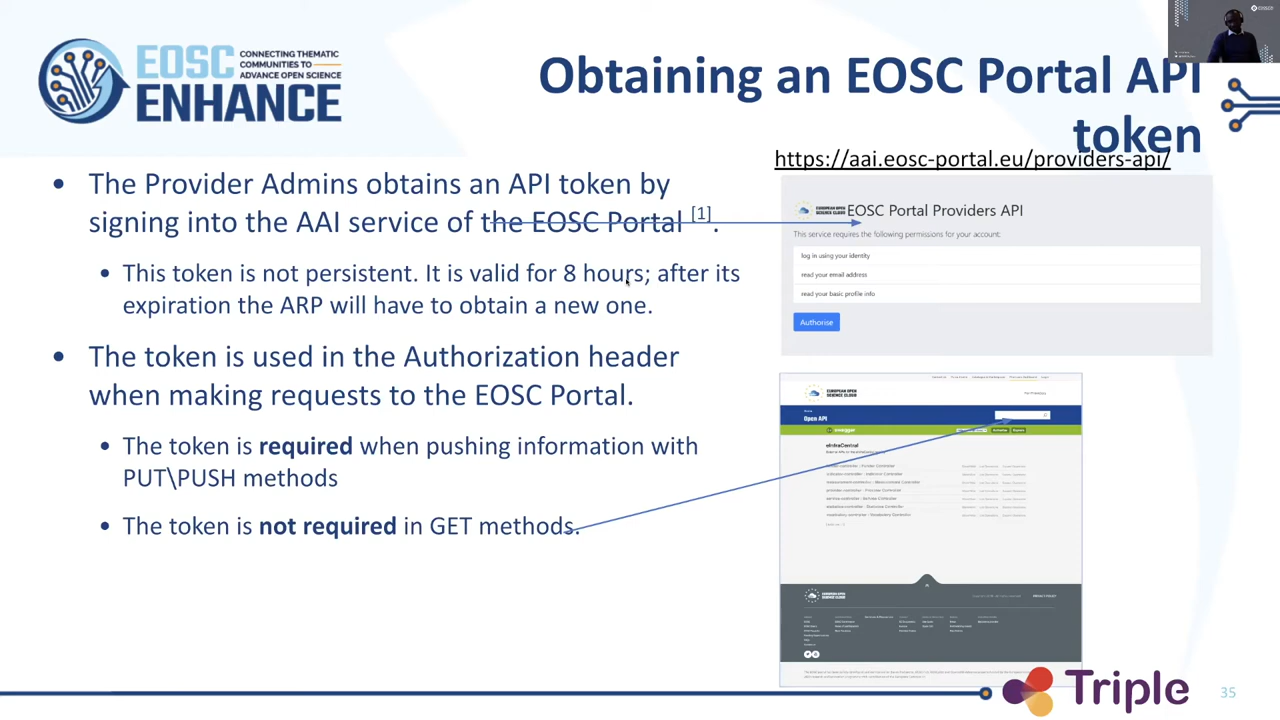 EOSC
ENHANCE
CONNECTING THEMATIC
COMMUNITIES TO
ADVANCE OPEN SCIENCE
Obtaining an EOSC Portal API
token
https://aai.eosc-portal.eu/providers-api/
• The Provider Admins obtains an API token by
signing into the AAI service of the EOSC Portal [1].
• This token is not persistent. It is valid for 8 hours; after its
expiration the ARP will have to obtain a new one.
• The token is used in the Authorization header
when making requests to the EOSC Portal.
• The token is required when pushing information with
PUT\PUSH methods
• The token is not required in GET methods.
EUROPEAN OPEN
SCIENCE CLOUD
EOSC Portal Providers API
This service requires the following permissions for your account:
log in using your identity
read your email address
read your basic profile info
Authorise
EUROPEAN OPEN
SCIENCE CLOUD
Open API
swagger
eInfraCentral
Triple
35